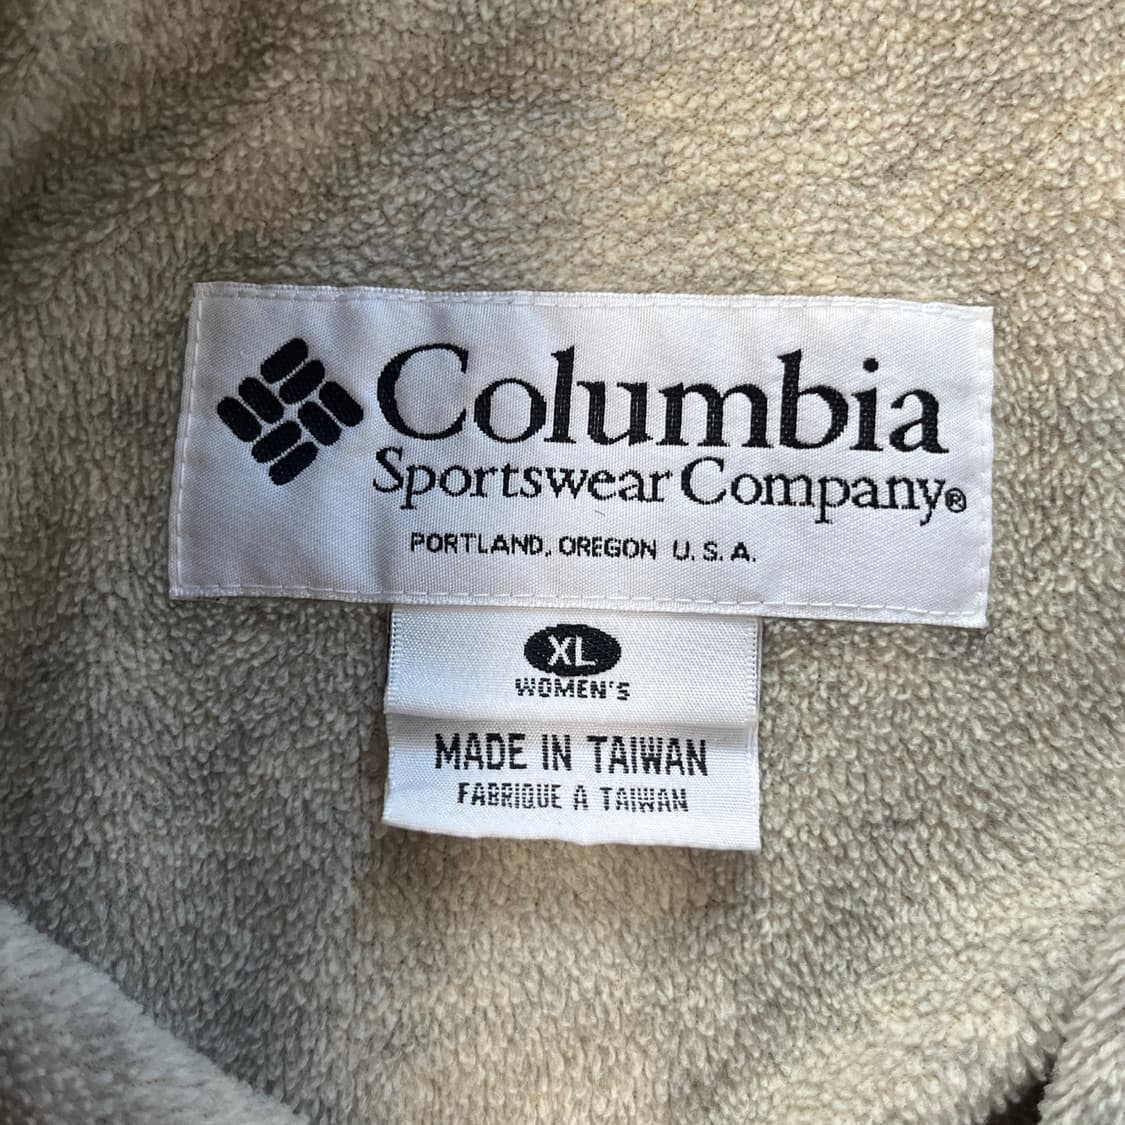 Columbia
Sportswear Company®
PORTLAND, OREGON U.S.A.
XL
WOMEN'S
MADE IN TAIWAN
FABRIQUE A TAIWAN